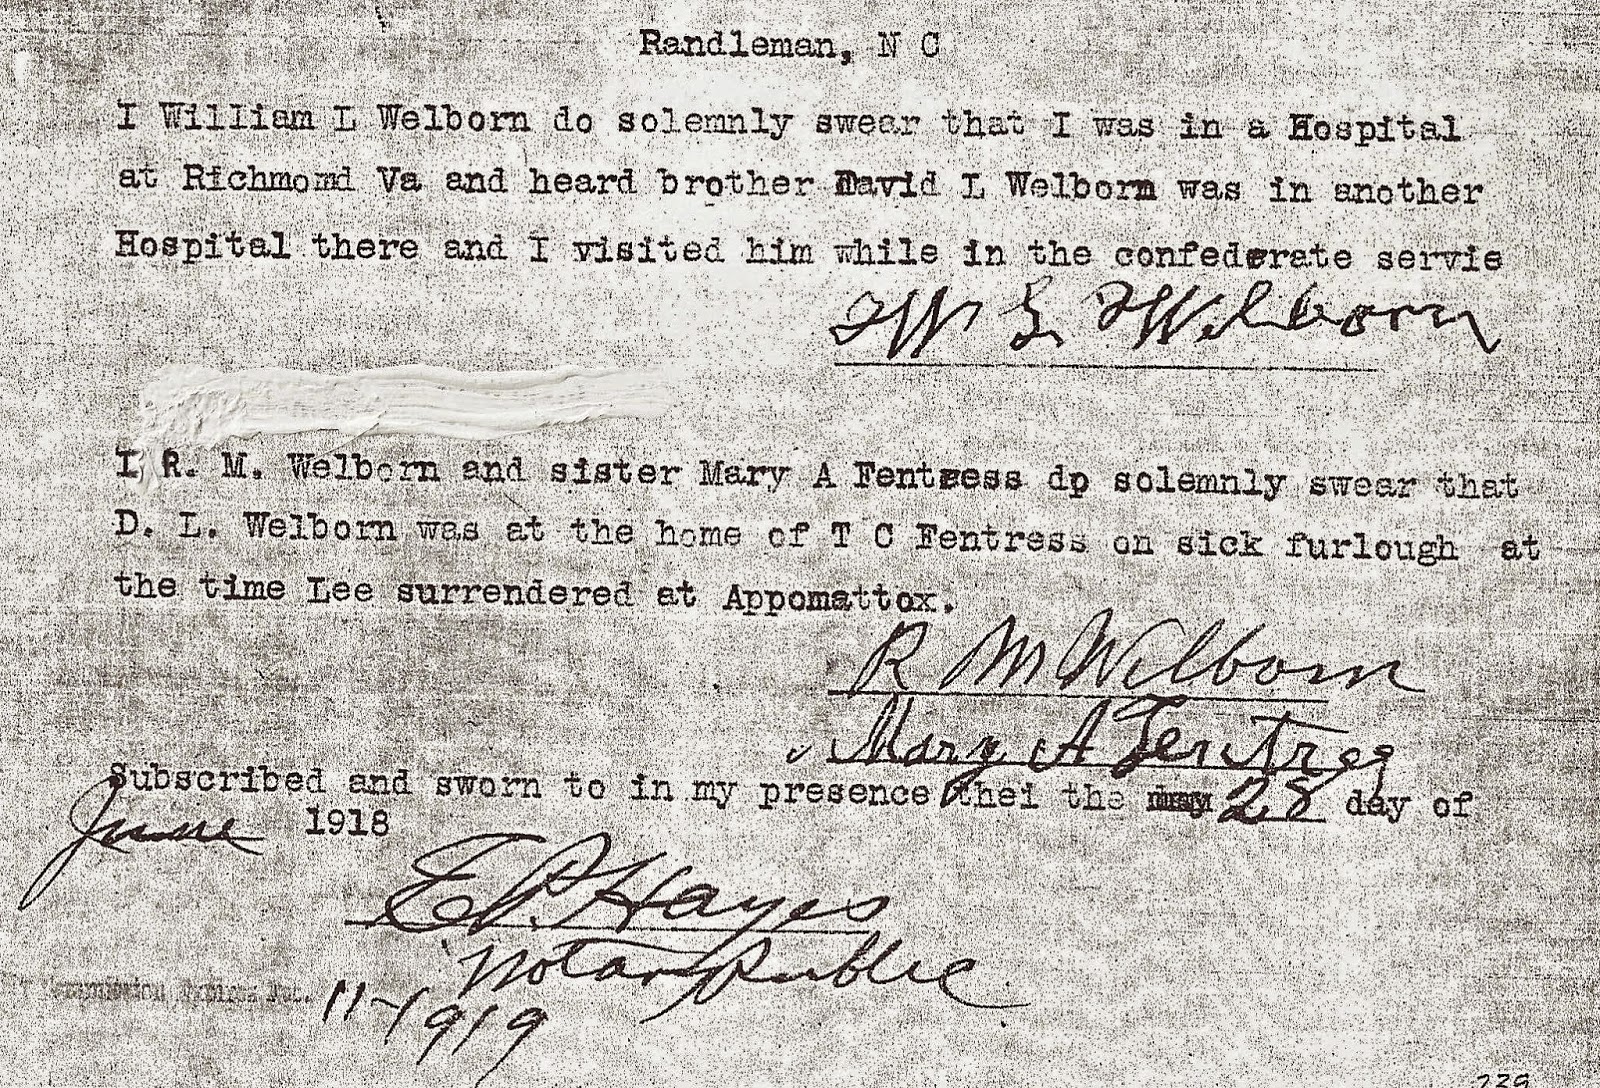 Randleman, N C
I William L Welborn do solemnly swear that I was in a Hospital
at Richmond Va and heard brother David L Welborn was in another
Hospital there and I visited him while in the confederate servie
W L Welborn
I, R. M. Welborn and sister Mary A Fentress dp solemnly swear that
D. L. Welborn was at the home of T C Fentress on sick furlough at
the time Lee surrendered at Appomattox.
R M Welborn
Mary A Fentress
Subscribed and sworn to in my presence thei the 28 day of
June 1918
E P. Hayes
Notary Public
11-1919
239